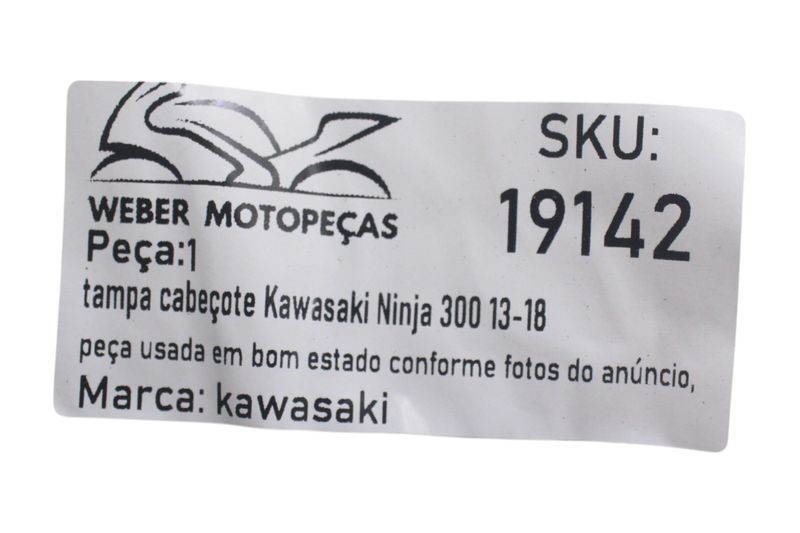 WEBER MOTOPEÇAS
SKU:
19142
Peça:1
tampa cabeçote Kawasaki Ninja 300 13-18
peça usada em bom estado conforme fotos do anúncio,
Marca: kawasaki